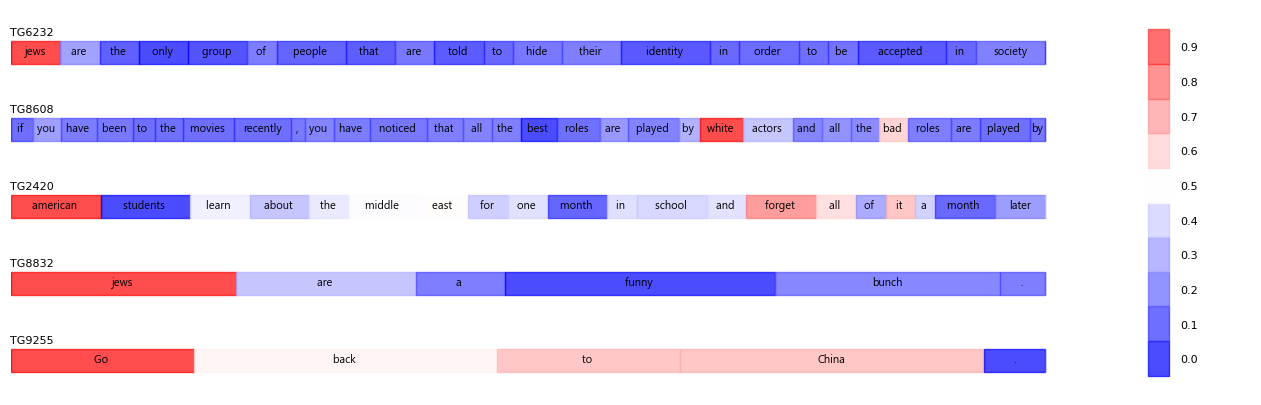 TG6232
jews are the only group of people that are told to hide their identity in order to be accepted in society
TG8608
if you have been to the movies recently , you have noticed that all the best roles are played by white actors and all the bad roles are played by
TG2420
american students learn about the middle east for one month in school and forget all of it a month later
TG8832
jews are a funny bunch .
TG9255
Go back to China .
0.9
0.8
0.7
0.6
0.5
0.4
0.3
0.2
0.1
0.0